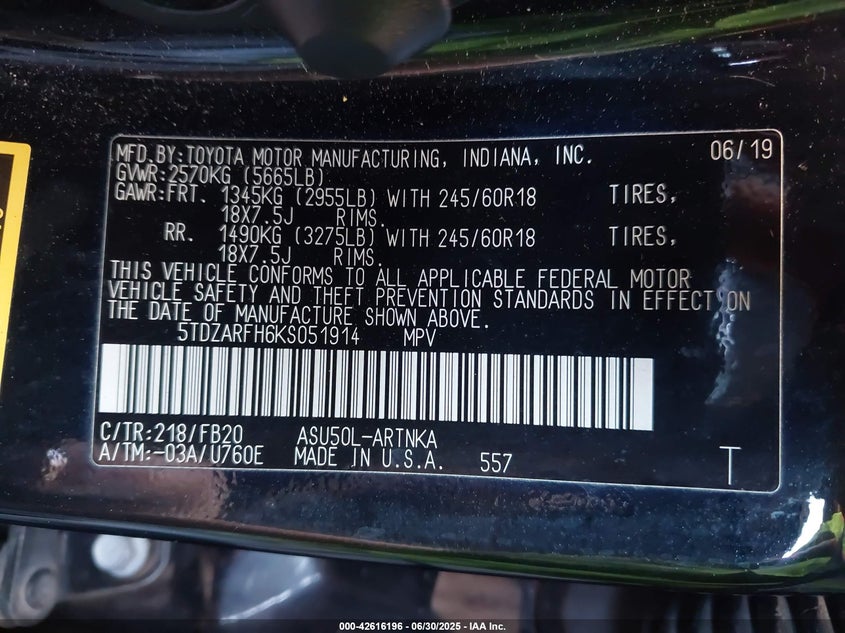 MFD.BY:TOYOTA MOTOR MANUFACTURING, INDIANA, INC. 06/19
GVWR:2570KG (5665LB)
GAWR:FRT. 1345KG (2955LB) WITH 245/60R18 TIRES,
18X7.5J RIMS.
RR. 1490KG (3275LB) WITH 245/60R18 TIRES,
18X7.5J RIMS.
THIS VEHICLE CONFORMS TO ALL APPLICABLE FEDERAL MOTOR
VEHICLE SAFETY AND THEFT PREVENTION STANDARDS IN EFFECT ON
THE DATE OF MANUFACTURE SHOWN ABOVE.
5TDZARFH6KS051914 MPV
C/TR:218/FB20 ASU50L-ARTNKA
A/TM:-03A/U760E MADE IN U.S.A. 557 T
000-42616196 - 06/30/2025 - IAA Inc.